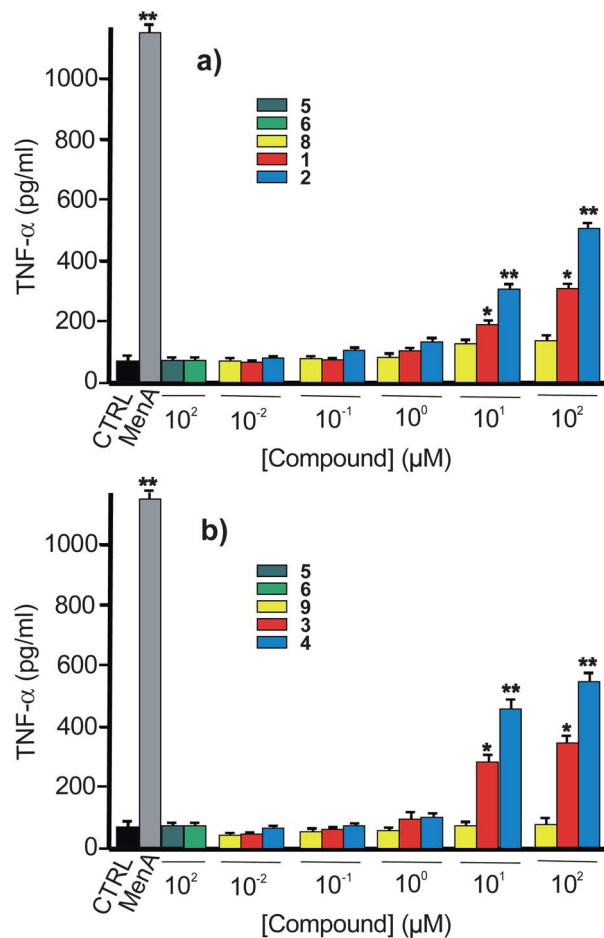 **
a)
1000
800
600
400
200
0
TNF-α (pg/ml)
5
6
8
1
2
* ** * **
CTRL MenA 10² 10⁻² 10⁻¹ 10⁰ 10¹ 10²
[Compound] (µM)
**
b)
1000
800
600
400
200
0
TNF-α (pg/ml)
5
6
9
3
4
* ** * **
CTRL MenA 10² 10⁻² 10⁻¹ 10⁰ 10¹ 10²
[Compound] (µM)